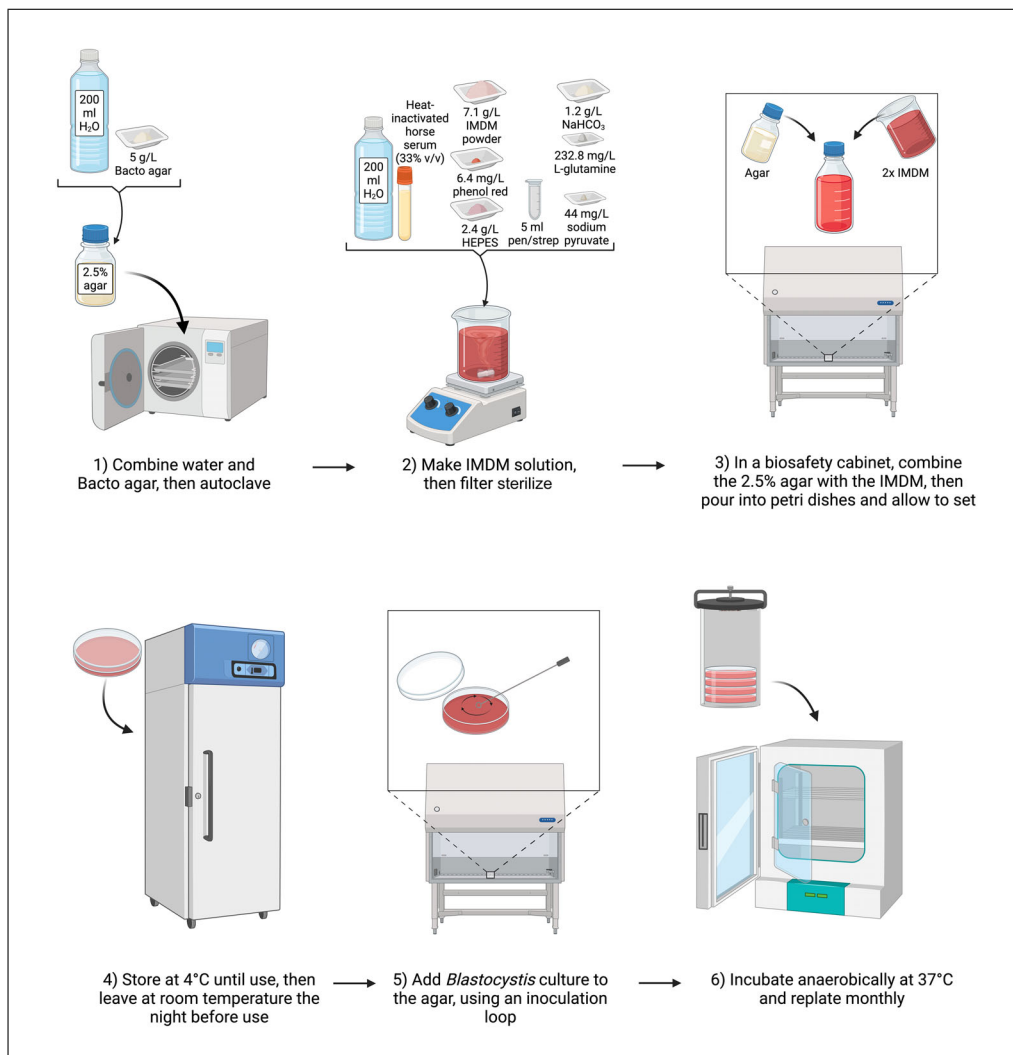 200
ml
H₂O
5 g/L
Bacto agar
2.5%
agar
1) Combine water and
Bacto agar, then autoclave
200
ml
H₂O
Heat-
inactivated
horse
serum
(33% v/v)
7.1 g/L
IMDM
powder
6.4 mg/L
phenol red
2.4 g/L
HEPES
5 ml
pen/strep
1.2 g/L
NaHCO₃
232.8 mg/L
L-glutamine
44 mg/L
sodium
pyruvate
2) Make IMDM solution,
then filter sterilize
Agar
2x IMDM
3) In a biosafety cabinet, combine
the 2.5% agar with the IMDM, then
pour into petri dishes and allow to set
4) Store at 4°C until use, then
leave at room temperature the
night before use
5) Add Blastocystis culture to
the agar, using an inoculation
loop
6) Incubate anaerobically at 37°C
and replate monthly